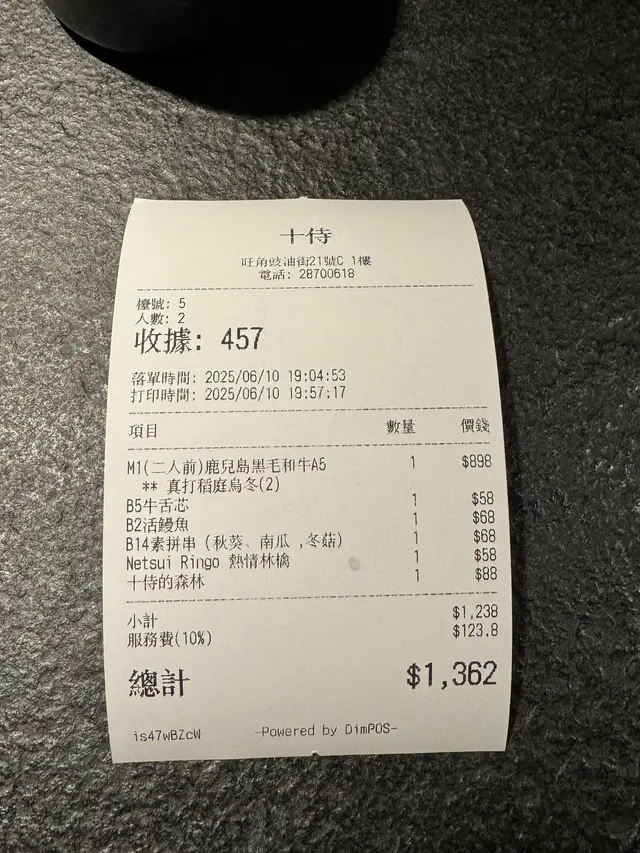 十侍
旺角豉油街21號C 1樓
電話: 28700618
檯號: 5
人數: 2
收據: 457
落單時間: 2025/06/10 19:04:53
打印時間: 2025/06/10 19:57:17
項目 數量 價錢
M1(二人前)鹿兒島黑毛和牛A5 1 $898
** 真打稻庭烏冬(2)
B5牛舌芯 1 $58
B2活鰻魚 1 $68
B14素拼串 (秋葵、南瓜 ,冬菇) 1 $68
Netsui Ringo 熱情林檎 1 $58
十侍的森林 1 $88
小計 $1,238
服務費(10%) $123.8
總計 $1,362
is47wBZcW -Powered by DimPOS-